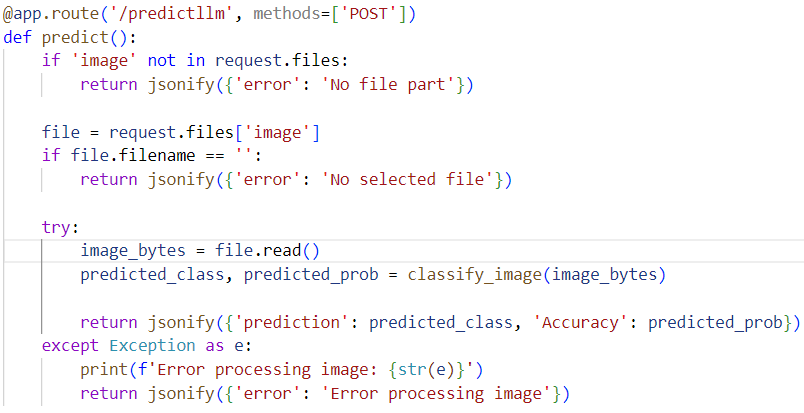 @app.route('/predictllm', methods=['POST'])
def predict():
    if 'image' not in request.files:
        return jsonify({'error': 'No file part'})

    file = request.files['image']
    if file.filename == '':
        return jsonify({'error': 'No selected file'})

    try:
        image_bytes = file.read()
        predicted_class, predicted_prob = classify_image(image_bytes)

        return jsonify({'prediction': predicted_class, 'Accuracy': predicted_prob})
    except Exception as e:
        print(f'Error processing image: {str(e)}')
        return jsonify({'error': 'Error processing image'})